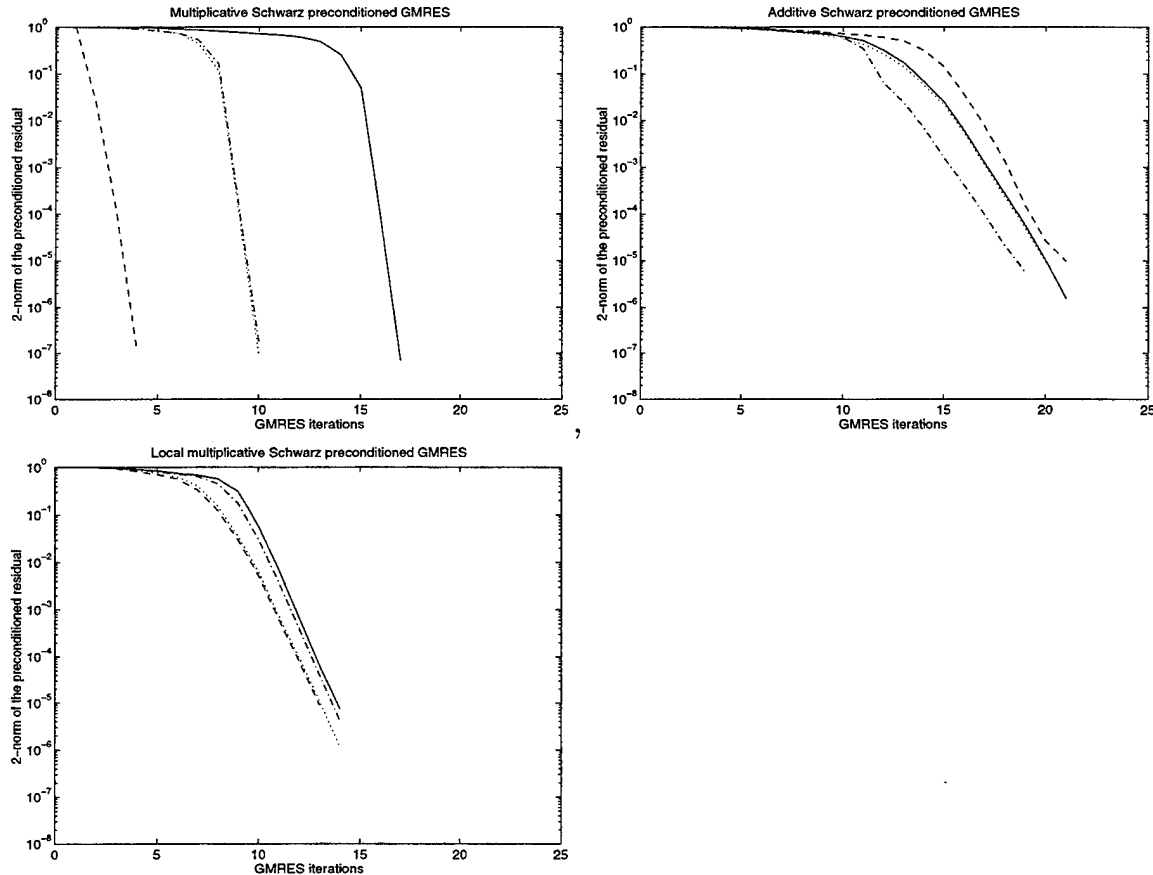 Multiplicative Schwarz preconditioned GMRES
10^0
10^-1
10^-2
10^-3
10^-4
10^-5
10^-6
10^-7
10^-8
2-norm of the preconditioned residual
0 5 10 15 20 25
GMRES iterations
Additive Schwarz preconditioned GMRES
10^0
10^-1
10^-2
10^-3
10^-4
10^-5
10^-6
10^-7
10^-8
2-norm of the preconditioned residual
0 5 10 15 20 25
GMRES iterations
,
Local multiplicative Schwarz preconditioned GMRES
10^0
10^-1
10^-2
10^-3
10^-4
10^-5
10^-6
10^-7
10^-8
2-norm of the preconditioned residual
0 5 10 15 20 25
GMRES iterations